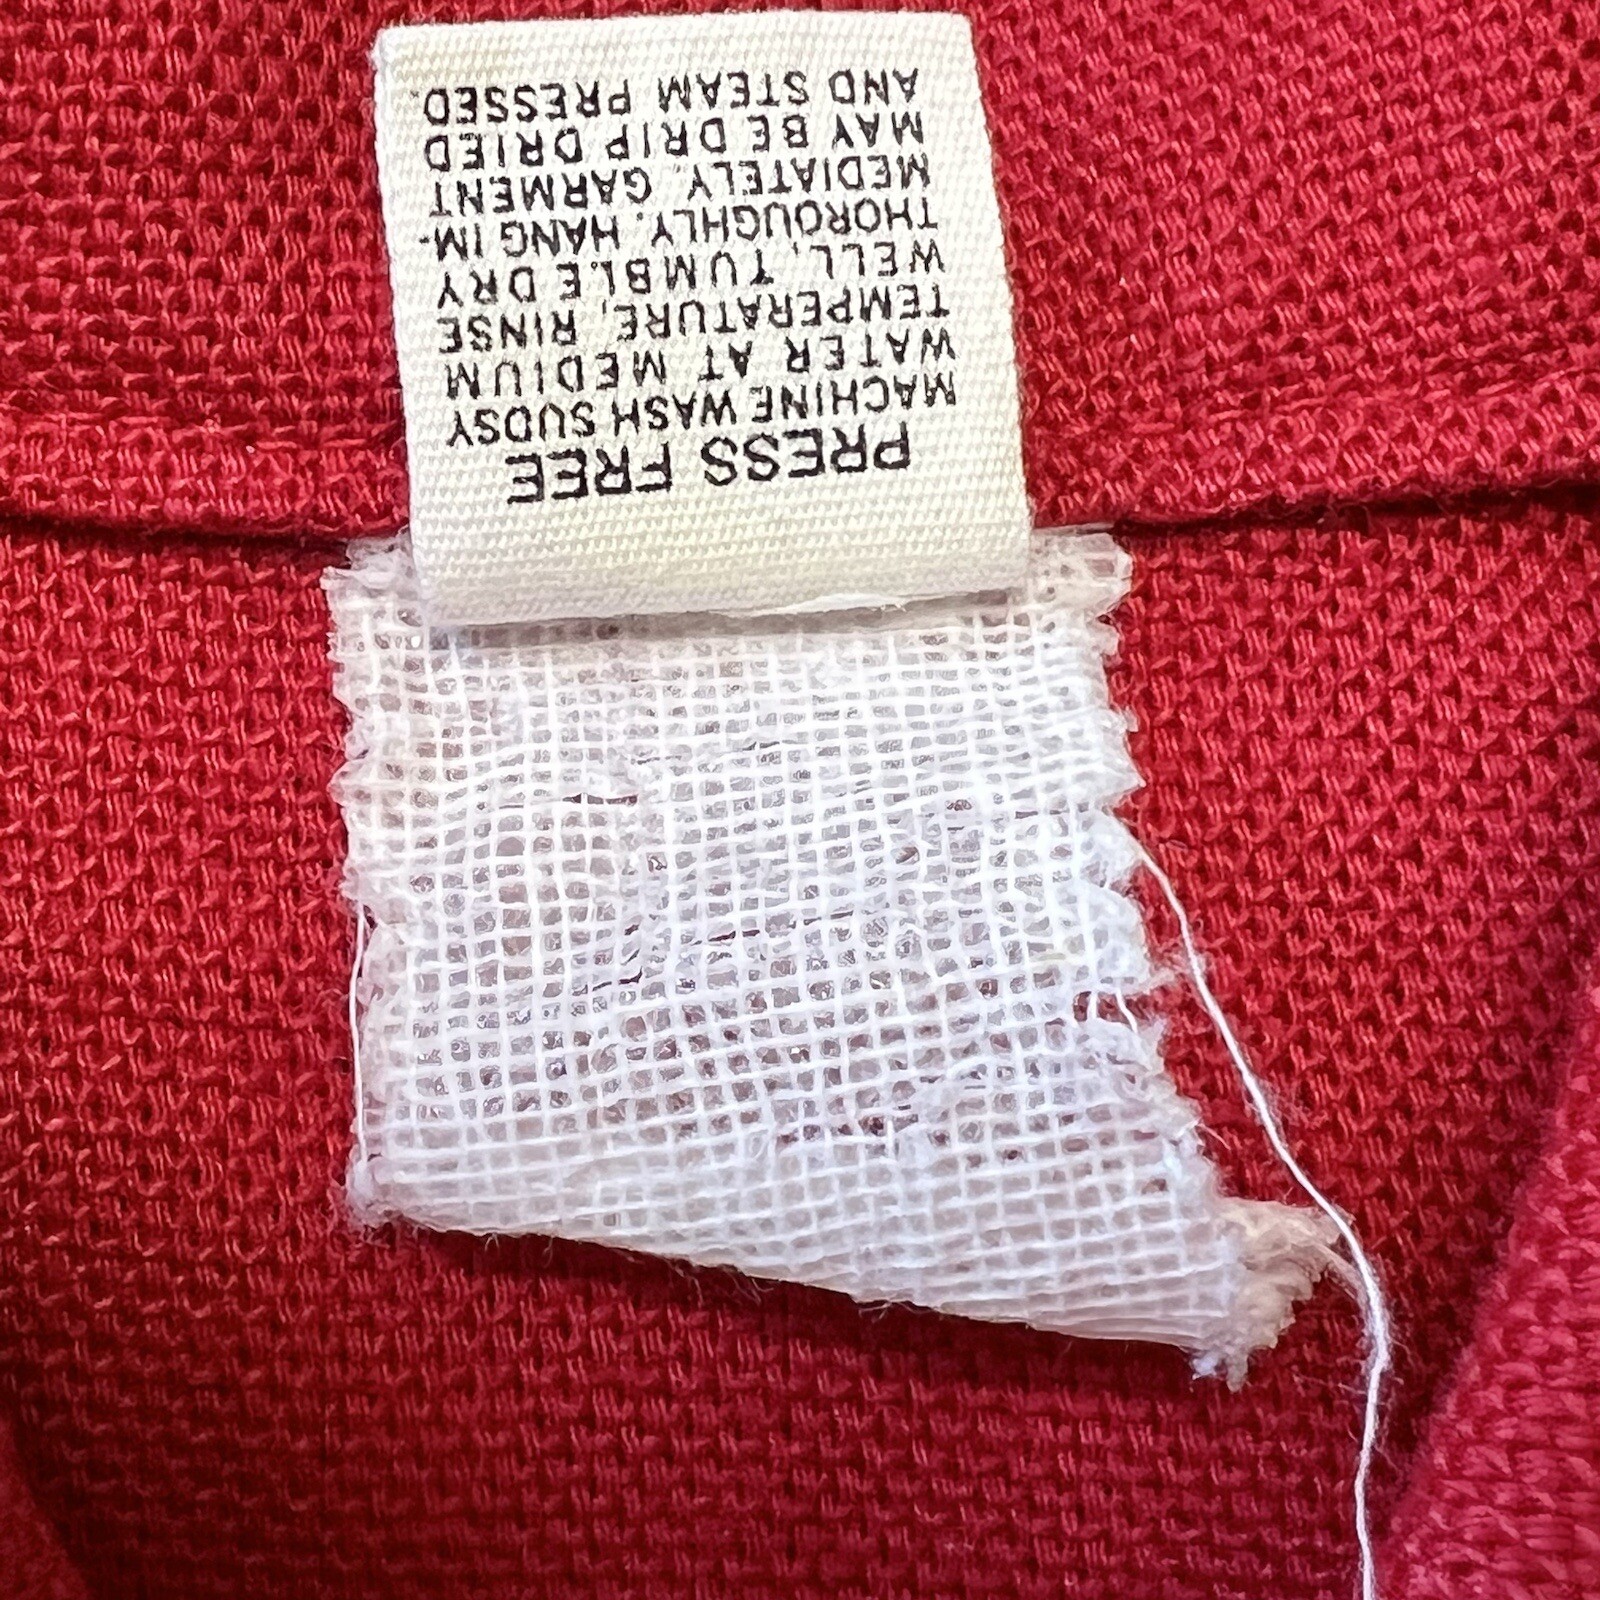 PRESS FREE
MACHINE WASH SUDSY
WATER AT MEDIUM
TEMPERATURE, RINSE
WELL, TUMBLE DRY
THOROUGHLY. HANG IM-
MEDIATELY. GARMENT
MAY BE DRIP DRIED
AND STEAM PRESSED.